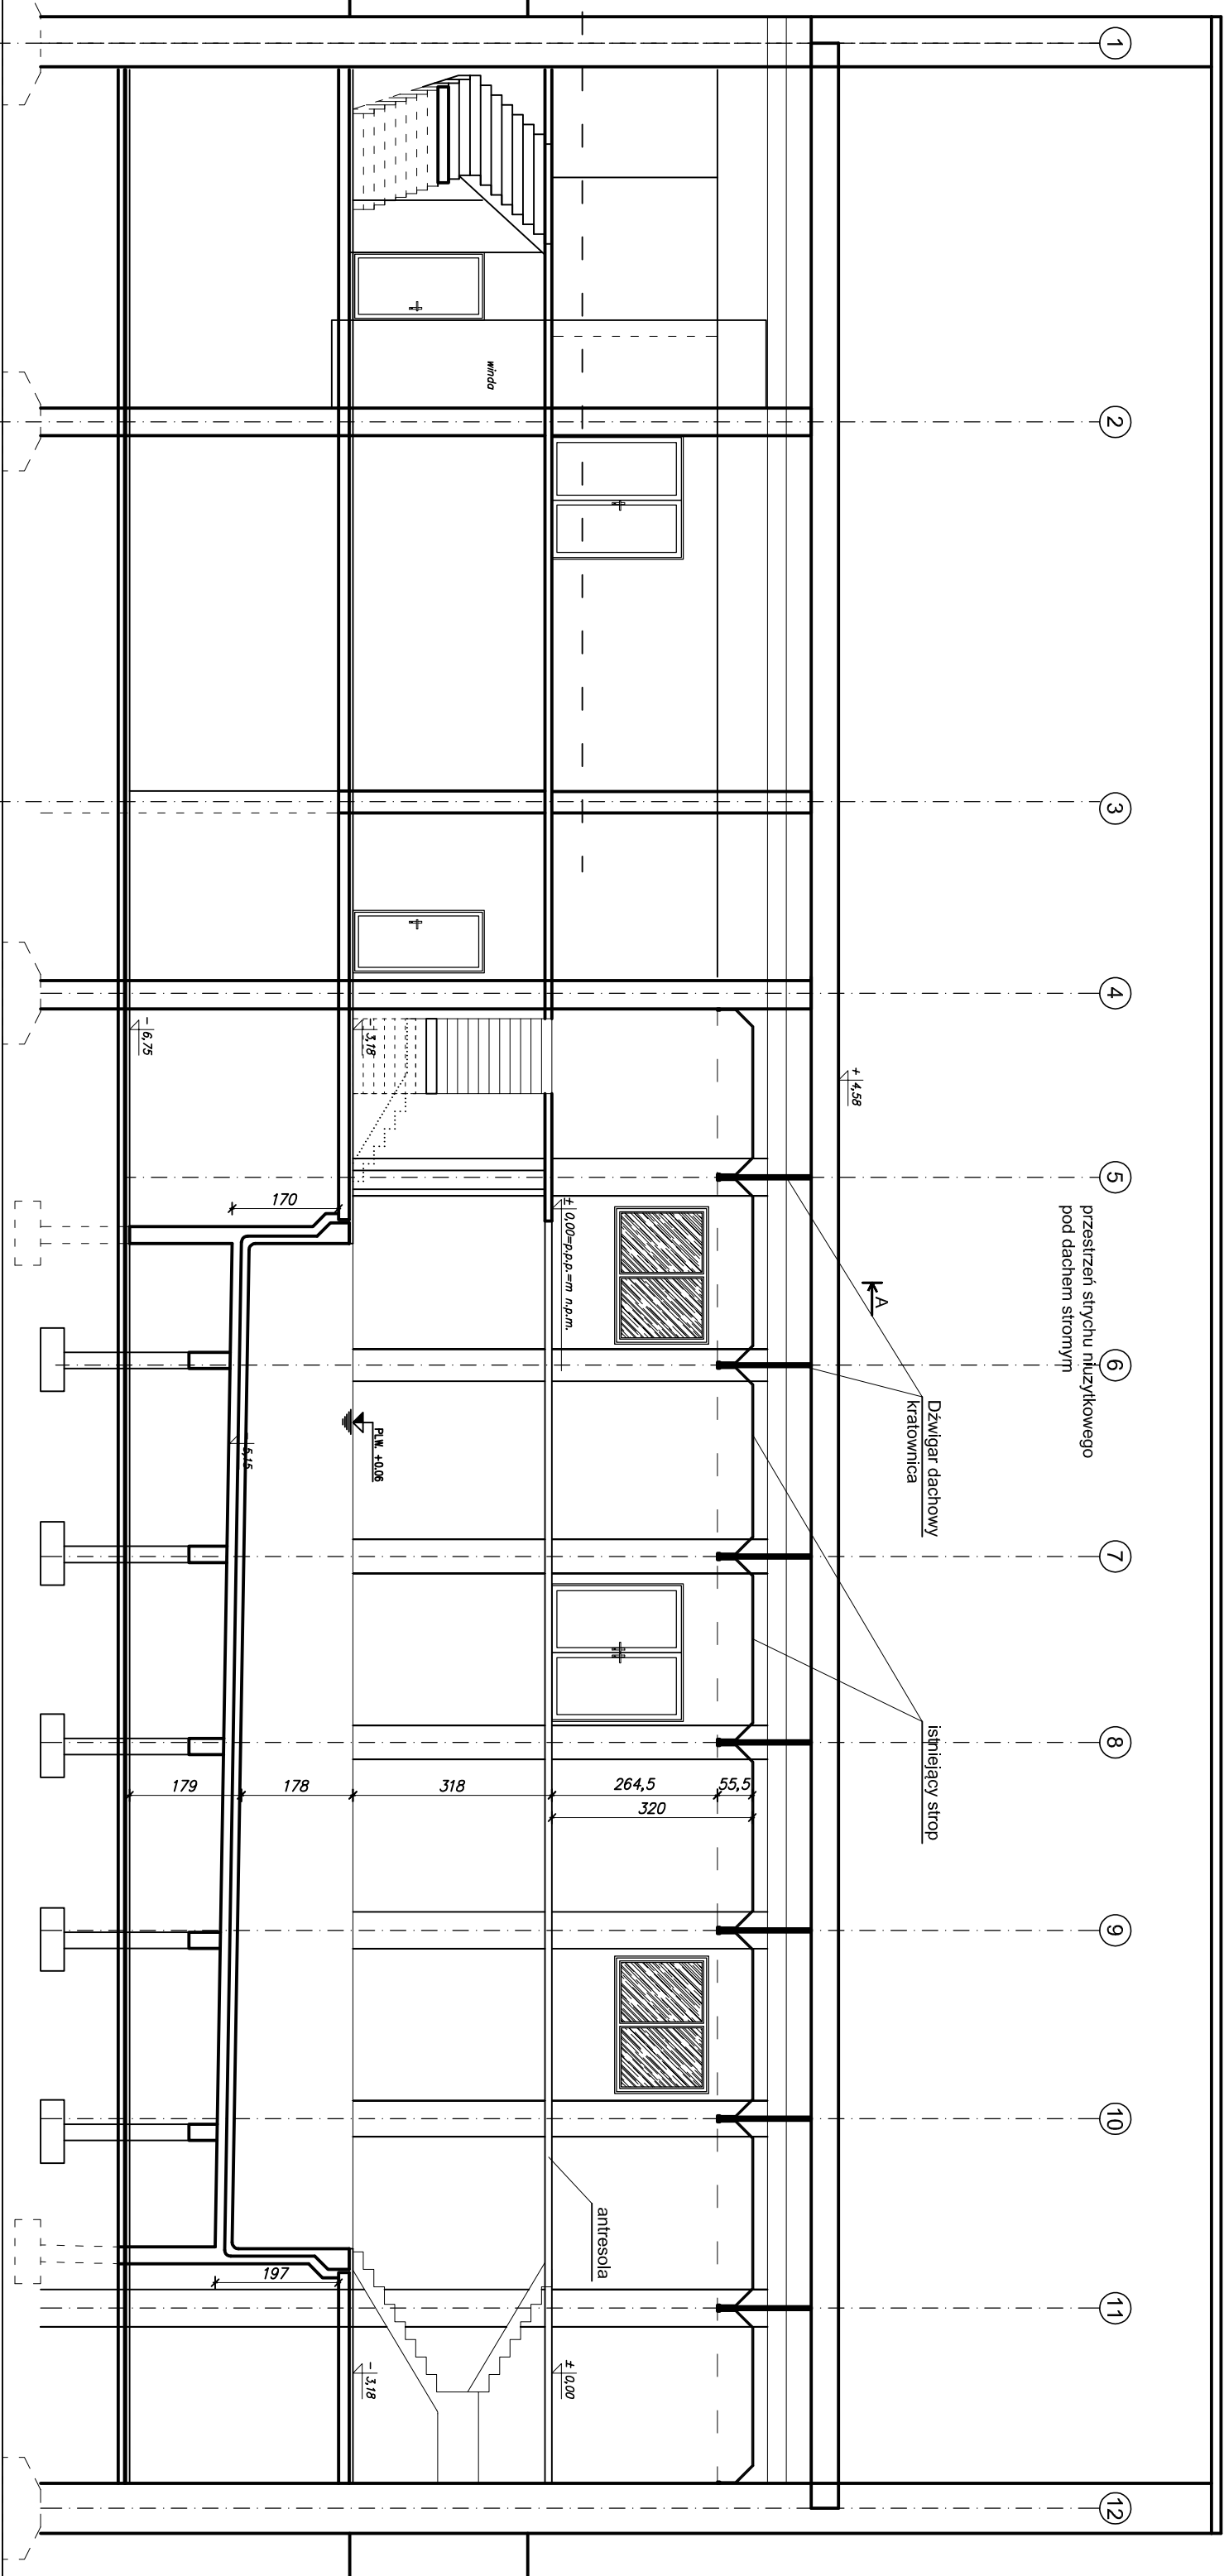 1
2
3
4
5
6
7
8
9
10
11
12
przestrzeń strychu niużytkowego
pod dachem stromym
A
Dźwigar dachowy
kratownica
istniejący strop
+ 4,58
winda
± 0,00=p.p.p.=m n.p.m.
antresola
± 0,00
- 3,18
- 3,18
- 6,75
P.L.W. +0.06
- 5,15
170
197
179
178
318
264,5
55,5
320